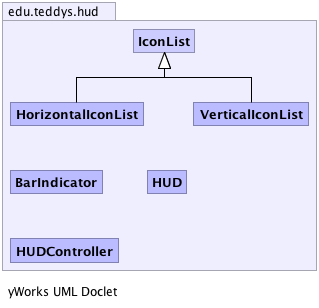 edu.teddys.hud
IconList
HorizontalIconList VerticalIconList
BarIndicator HUD
HUDController
yWorks UML Doclet